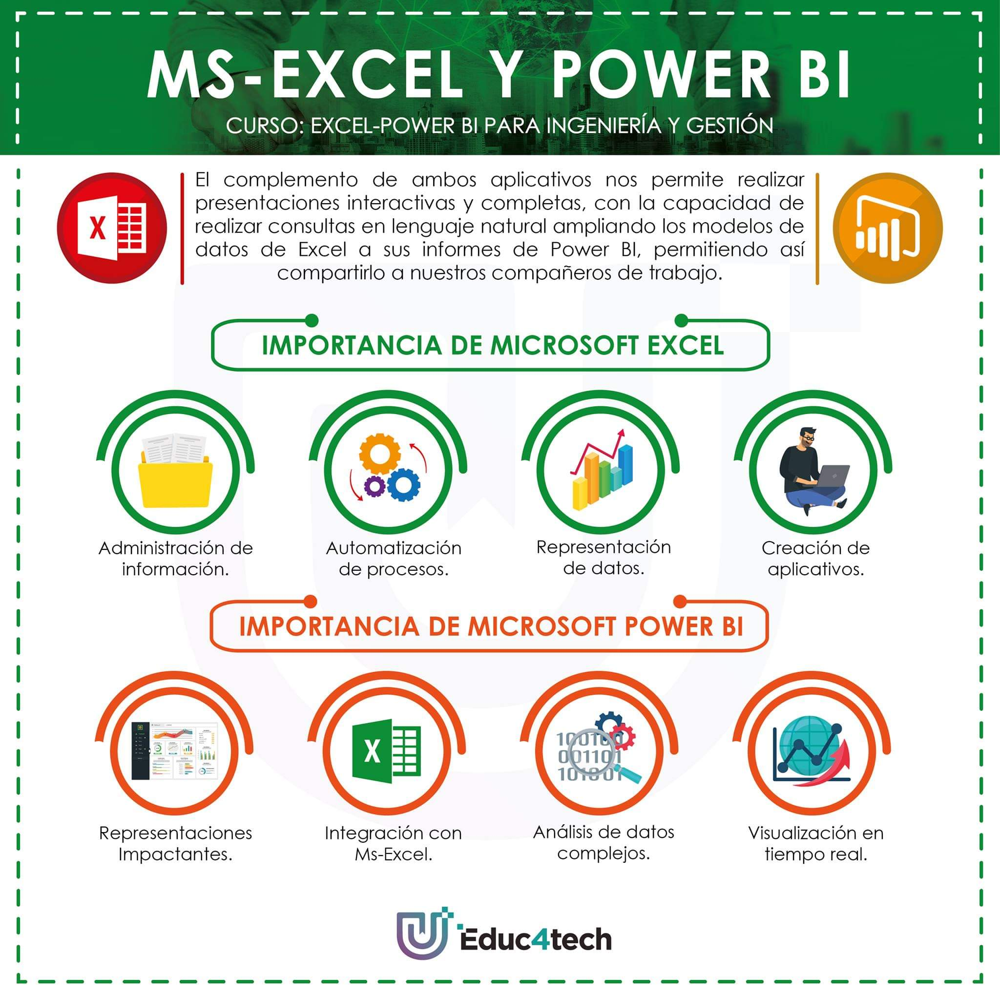 MS-EXCEL Y POWER BI
CURSO: EXCEL-POWER BI PARA INGENIERÍA Y GESTIÓN
El complemento de ambos aplicativos nos permite realizar
presentaciones interactivas y completas, con la capacidad de
realizar consultas en lenguaje natural ampliando los modelos de
datos de Excel a sus informes de Power BI, permitiendo así
compartirlo a nuestros compañeros de trabajo.
X
IMPORTANCIA DE MICROSOFT EXCEL
Administración de
información.
Automatización
de procesos.
Representación
de datos.
Creación de
aplicativos.
IMPORTANCIA DE MICROSOFT POWER BI
X
100100
001101
101001
Representaciones
Impactantes.
Integración con
Ms-Excel.
Análisis de datos
complejos.
Visualización en
tiempo real.
Educ4tech